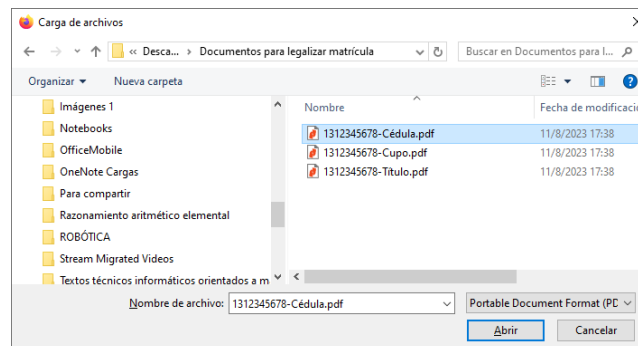 Carga de archivos
« Desca... > Documentos para legalizar matrícula
Buscar en Documentos para l...
Organizar
Nueva carpeta
Imágenes 1
Notebooks
OfficeMobile
OneNote Cargas
Para compartir
Razonamiento aritmético elemental
ROBÓTICA
Stream Migrated Videos
Textos técnicos informáticos orientados a m
Nombre
Fecha de modificació
1312345678-Cédula.pdf
11/8/2023 17:38
1312345678-Cupo.pdf
11/8/2023 17:38
1312345678-Título.pdf
11/8/2023 17:38
Nombre de archivo:
1312345678-Cédula.pdf
Portable Document Format (PD
Abrir
Cancelar